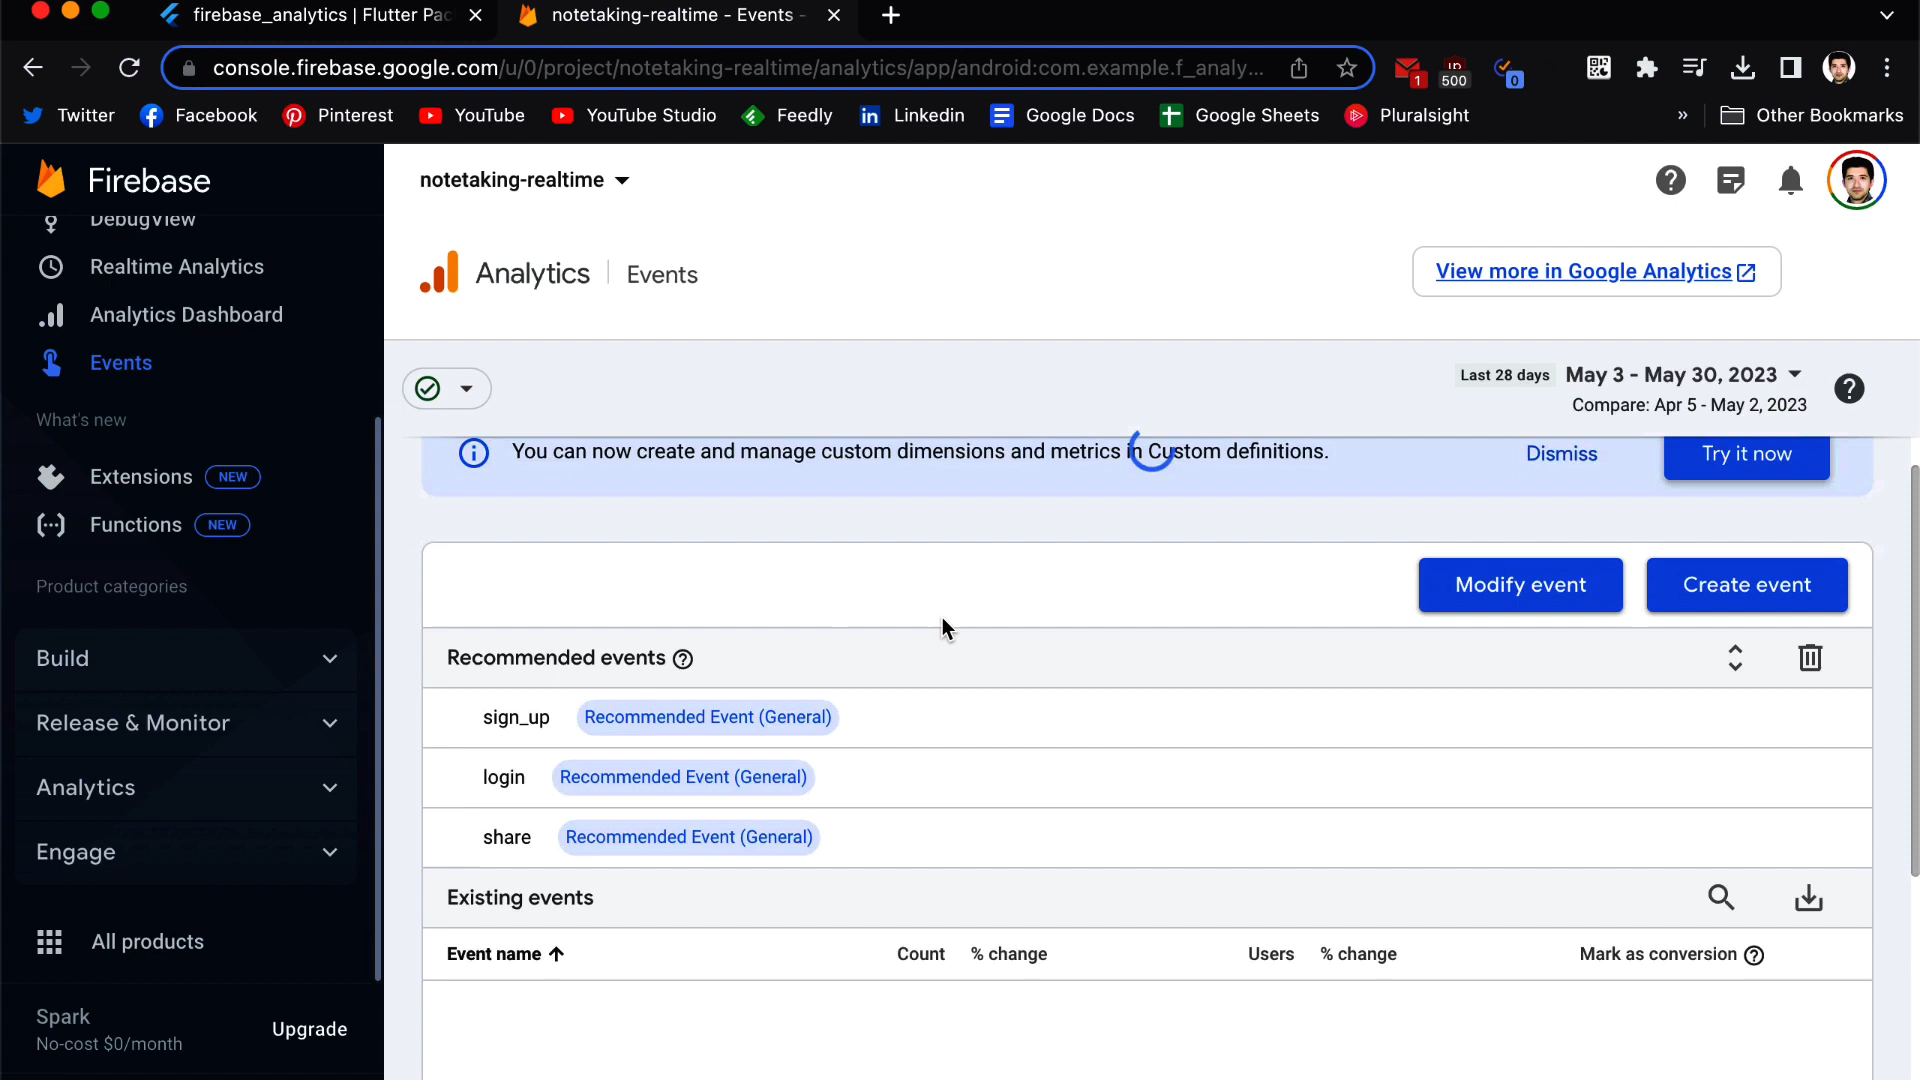 firebase_analytics | Flutter Pac
notetaking-realtime - Events -
console.firebase.google.com/u/0/project/notetaking-realtime/analytics/app/android:com.example.f_analy...
1
500
0
Twitter
Facebook
Pinterest
YouTube
YouTube Studio
Feedly
Linkedin
Google Docs
Google Sheets
Pluralsight
»
Other Bookmarks
Firebase
DebugView
Realtime Analytics
Analytics Dashboard
Events
What's new
Extensions NEW
Functions NEW
Product categories
Build
Release & Monitor
Analytics
Engage
All products
Spark
No-cost $0/month
Upgrade
notetaking-realtime
Analytics | Events
View more in Google Analytics
Last 28 days May 3 - May 30, 2023
Compare: Apr 5 - May 2, 2023
You can now create and manage custom dimensions and metrics in Custom definitions.
Dismiss
Try it now
Modify event
Create event
Recommended events
sign_up Recommended Event (General)
login Recommended Event (General)
share Recommended Event (General)
Existing events
Event name Count % change Users % change Mark as conversion